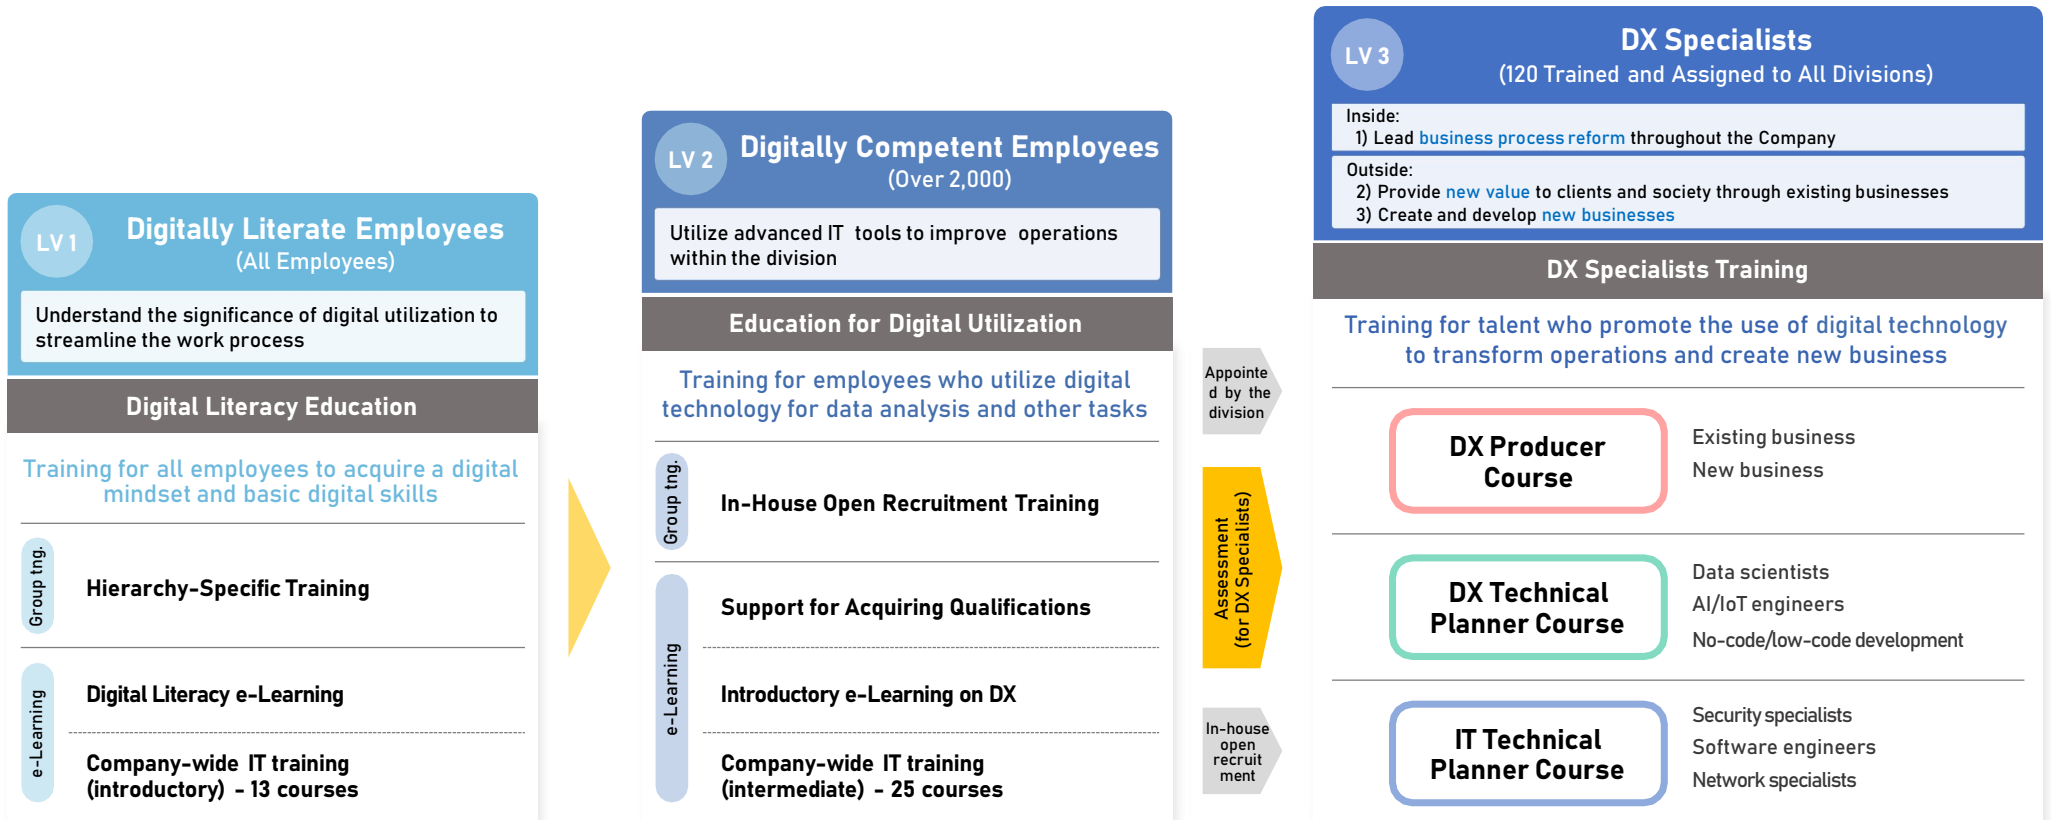 LV 1
Digitally Literate Employees
(All Employees)
Understand the significance of digital utilization to
streamline the work process
Digital Literacy Education
Training for all employees to acquire a digital
mindset and basic digital skills
Group tng.
Hierarchy-Specific Training
e-Learning
Digital Literacy e-Learning
Company-wide IT training
(introductory) - 13 courses
LV 2
Digitally Competent Employees
(Over 2,000)
Utilize advanced IT tools to improve operations
within the division
Education for Digital Utilization
Training for employees who utilize digital
technology for data analysis and other tasks
Group tng.
In-House Open Recruitment Training
e-Learning
Support for Acquiring Qualifications
Introductory e-Learning on DX
Company-wide IT training
(intermediate) - 25 courses
Appointe
d by the
division
Assessment
(for DX Specialists)
In-house
open
recruit
ment
LV 3
DX Specialists
(120 Trained and Assigned to All Divisions)
Inside:
1) Lead business process reform throughout the Company
Outside:
2) Provide new value to clients and society through existing businesses
3) Create and develop new businesses
DX Specialists Training
Training for talent who promote the use of digital technology
to transform operations and create new business
DX Producer
Course
Existing business
New business
DX Technical
Planner Course
Data scientists
AI/IoT engineers
No-code/low-code development
IT Technical
Planner Course
Security specialists
Software engineers
Network specialists